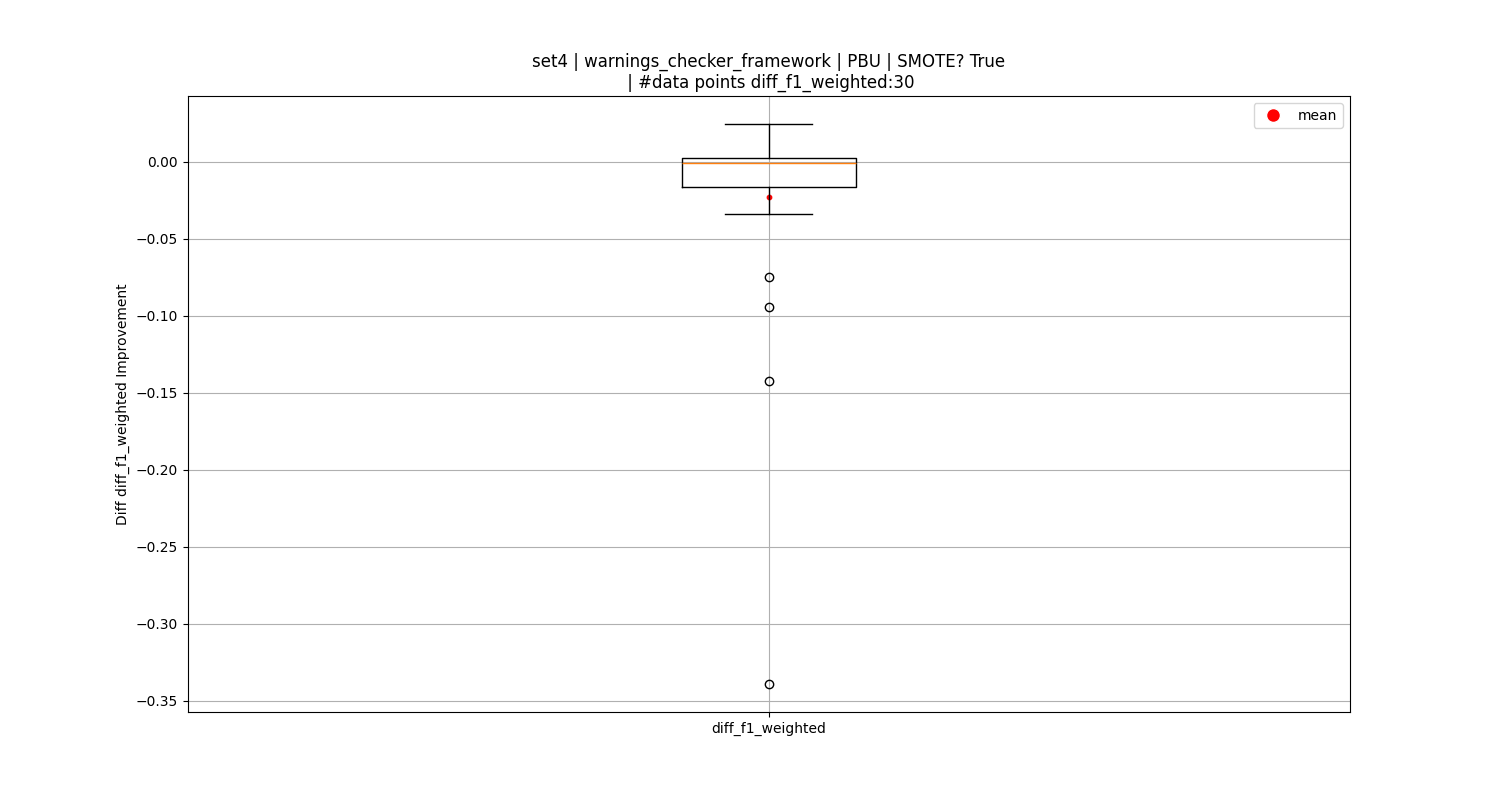 set4 | warnings_checker_framework | PBU | SMOTE? True
| #data points diff_f1_weighted:30
mean
0.00
−0.05
−0.10
−0.15
−0.20
−0.25
−0.30
−0.35
Diff diff_f1_weighted Improvement
diff_f1_weighted